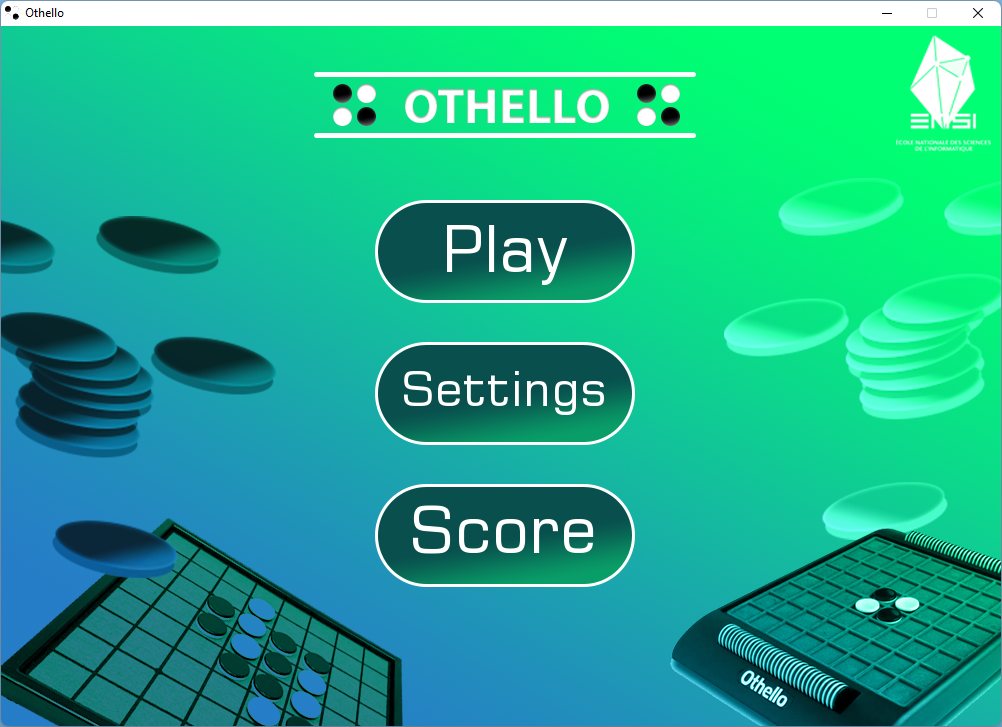 Othello
OTHELLO
ENSI
ÉCOLE NATIONALE DES SCIENCES
DE L'INFORMATIQUE
Play
Settings
Score
Othello